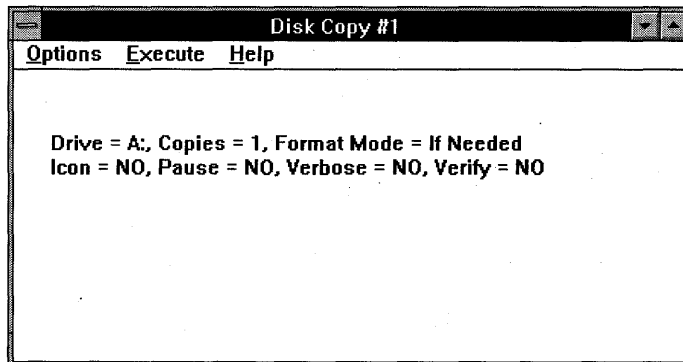 Disk Copy #1
Options Execute Help
Drive = A:, Copies = 1, Format Mode = If Needed
Icon = NO, Pause = NO, Verbose = NO, Verify = NO